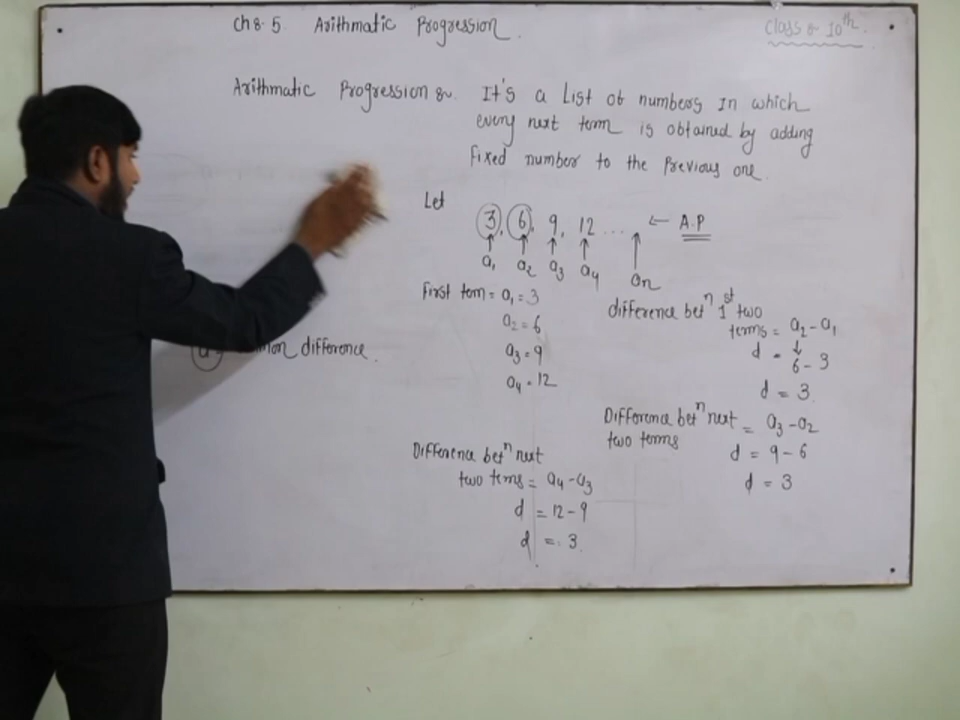 Ch 8. 5. Arithmatic Progression.
Class 8 10th.
Arithmatic Progression :- It's a List of numbers In which
every next term is obtained by adding
fixed number to the Previous one.
Let
3, 6, 9, 12 ... ← A.P
a1 a2 a3 a4 an
First term = a1 = 3
a2 = 6
a3 = 9
a4 = 12
difference betn 1st two
terms = a2 - a1
d = 6 - 3
d = 3.
difference.
Difference betn next
two terms = a3 - a2
d = 9 - 6
d = 3
Difference betn next
two terms = a4 - a3
d = 12 - 9
d = 3.